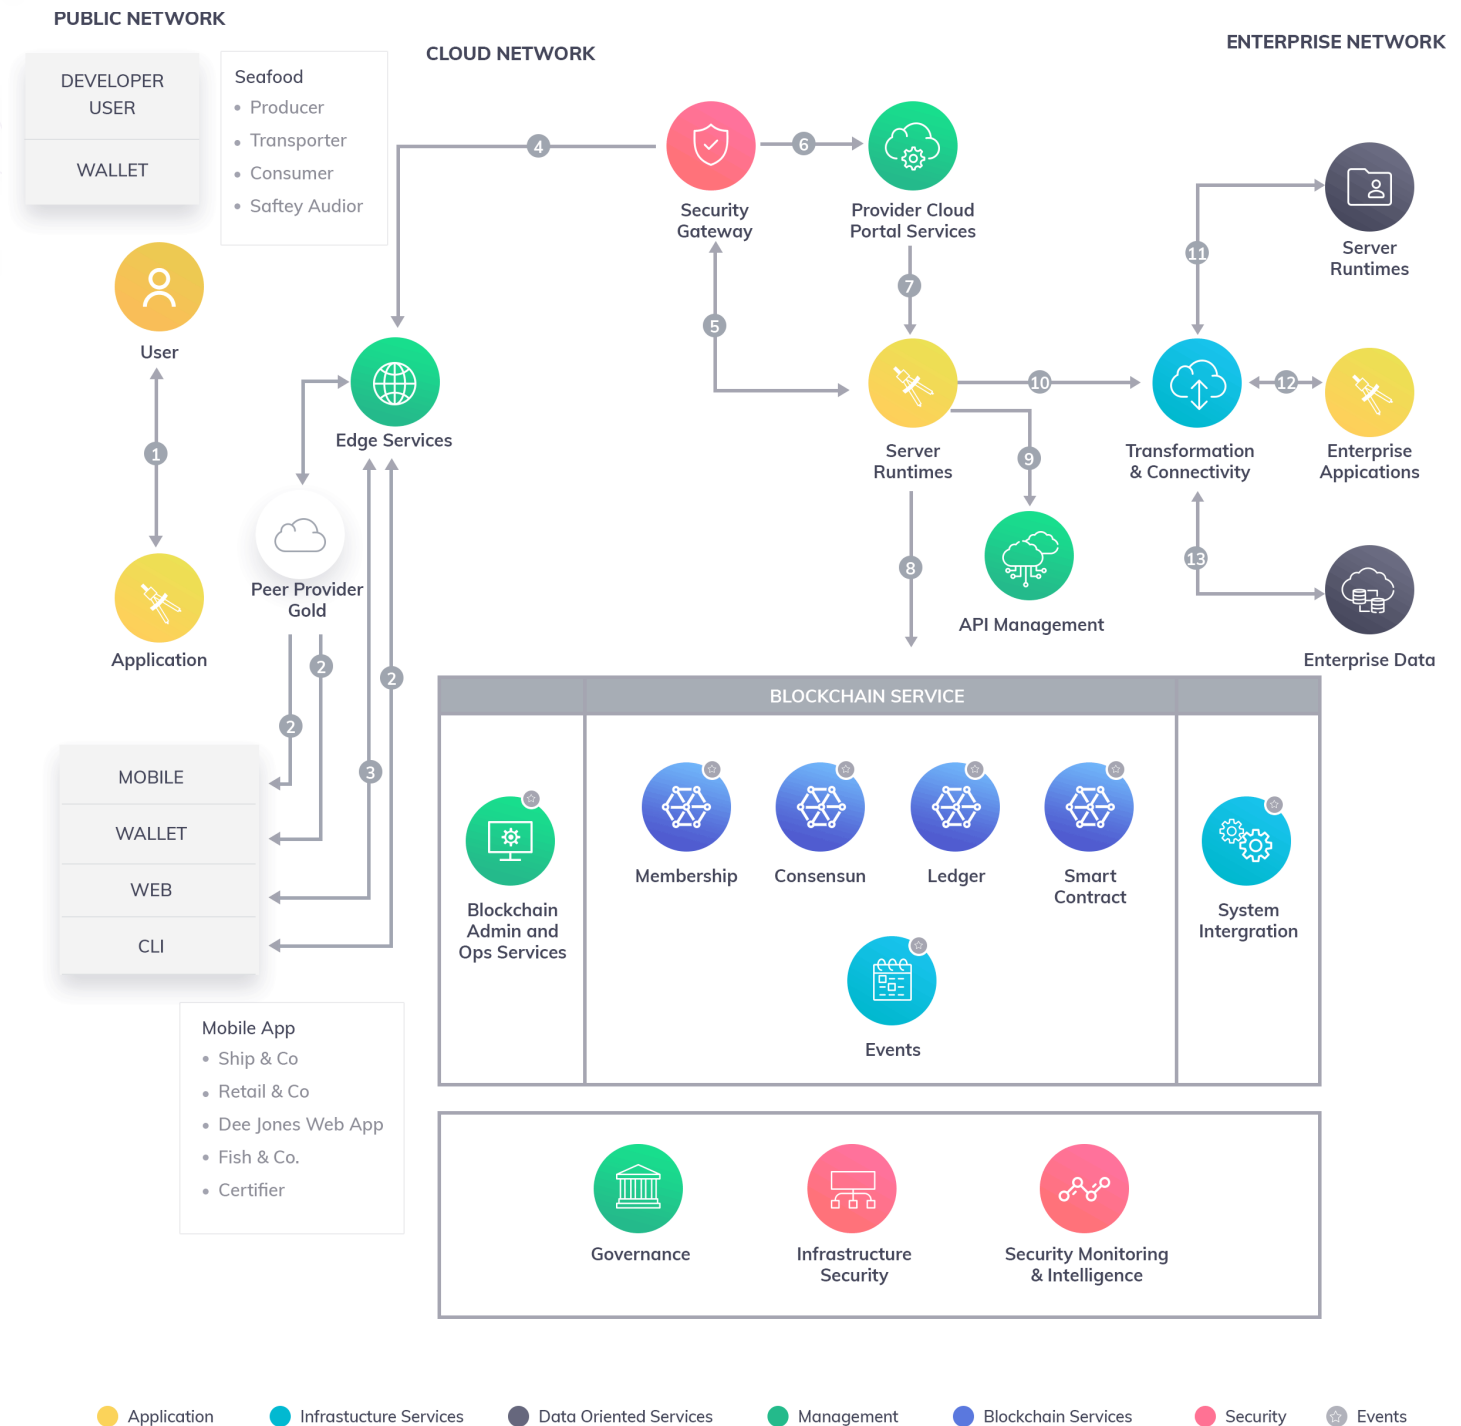 PUBLIC NETWORK
CLOUD NETWORK
ENTERPRISE NETWORK
DEVELOPER
USER
WALLET
Seafood
• Producer
• Transporter
• Consumer
• Saftey Audior
User
1
Application
Edge Services
Peer Provider
Gold
2
2
2
3
4
Security
Gateway
5
6
Provider Cloud
Portal Services
7
Server
Runtimes
8
9
API Management
10
Transformation
& Connectivity
11
Server
Runtimes
12
Enterprise
Appications
13
Enterprise Data
MOBILE
WALLET
WEB
CLI
Mobile App
• Ship & Co
• Retail & Co
• Dee Jones Web App
• Fish & Co.
• Certifier
BLOCKCHAIN SERVICE
Blockchain
Admin and
Ops Services
Membership
Consensun
Ledger
Smart
Contract
Events
System
Intergration
Governance
Infrastructure
Security
Security Monitoring
& Intelligence
Application
Infrastucture Services
Data Oriented Services
Management
Blockchain Services
Security
Events